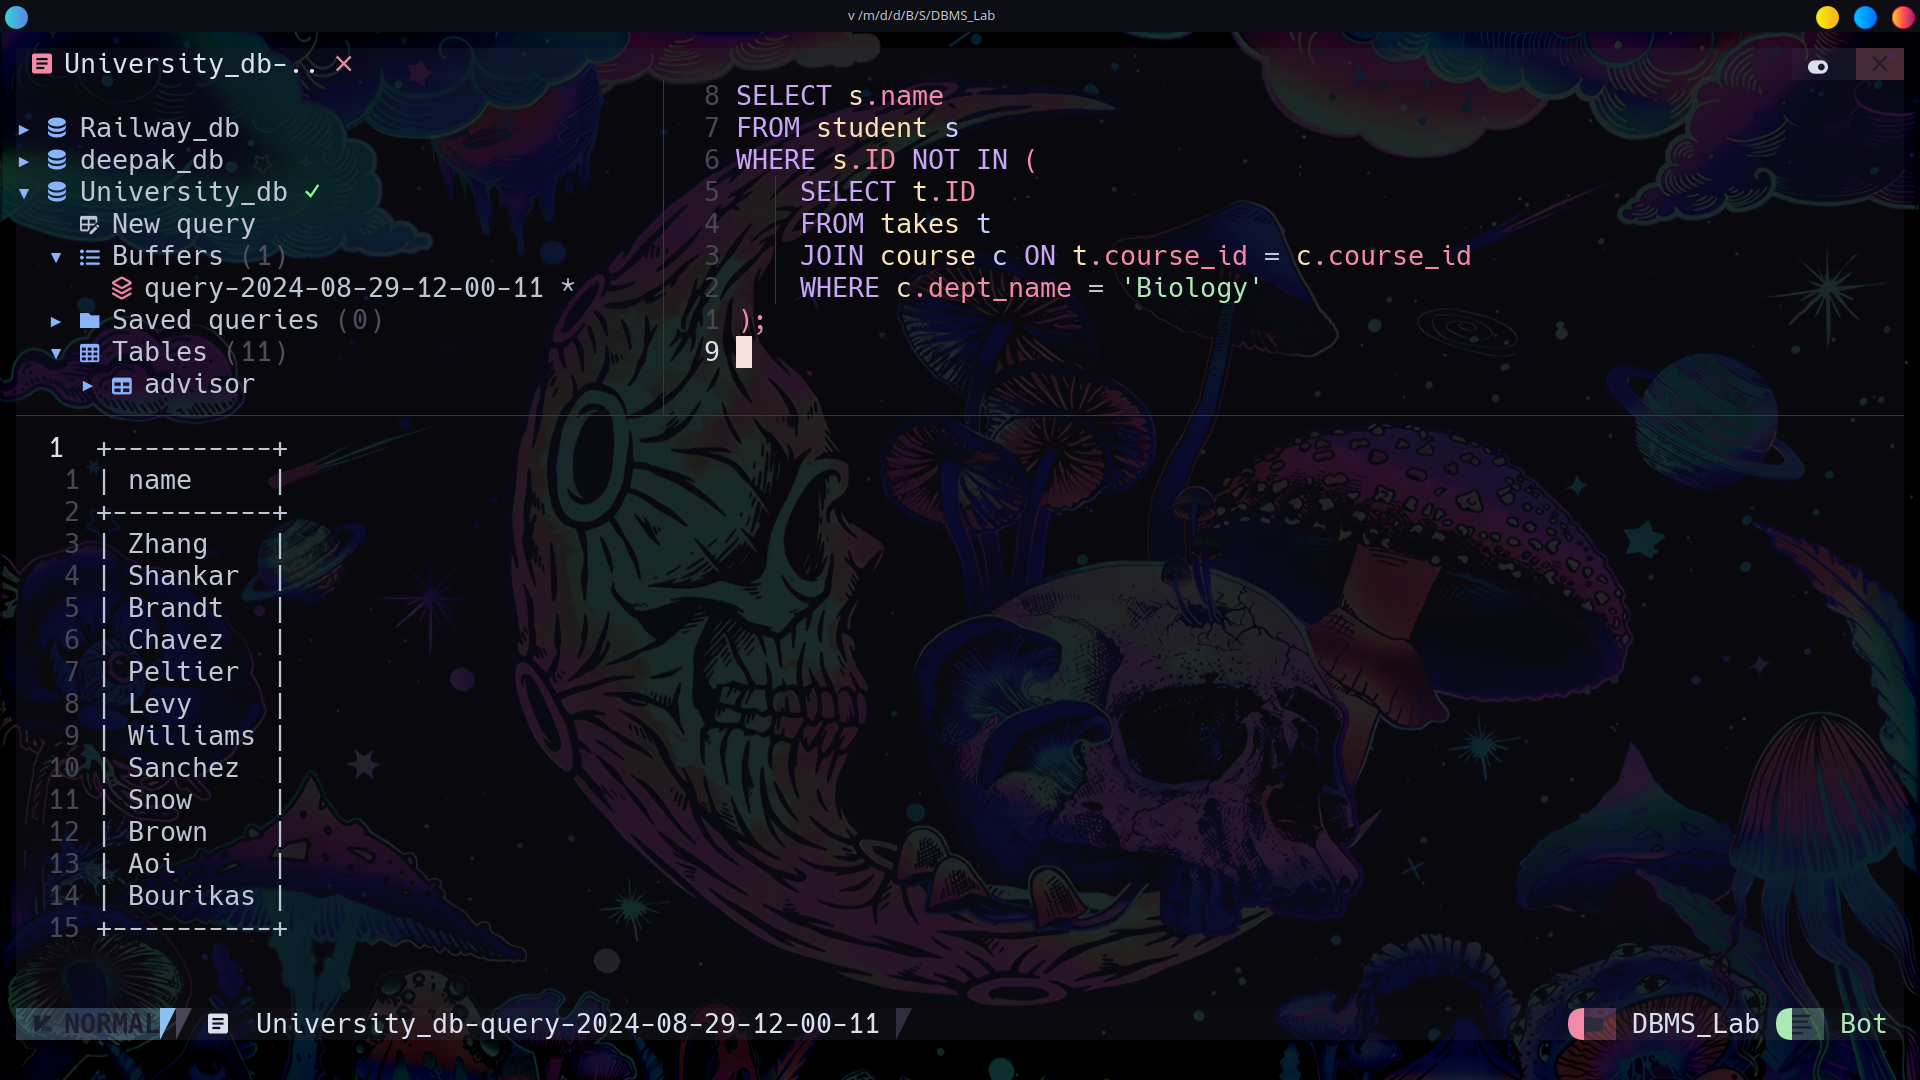 v /m/d/d/B/S/DBMS_Lab
University_db-..
Railway_db
deepak_db
University_db ✓
New query
Buffers (1)
query-2024-08-29-12-00-11 *
Saved queries (0)
Tables (11)
advisor
8 SELECT s.name
7 FROM student s
6 WHERE s.ID NOT IN (
5     SELECT t.ID
4     FROM takes t
3     JOIN course c ON t.course_id = c.course_id
2     WHERE c.dept_name = 'Biology'
1 );
9
1 +----------+
1 | name     |
2 +----------+
3 | Zhang    |
4 | Shankar  |
5 | Brandt   |
6 | Chavez   |
7 | Peltier  |
8 | Levy     |
9 | Williams |
10 | Sanchez  |
11 | Snow     |
12 | Brown    |
13 | Aoi      |
14 | Bourikas |
15 +----------+
NORMAL University_db-query-2024-08-29-12-00-11 DBMS_Lab Bot